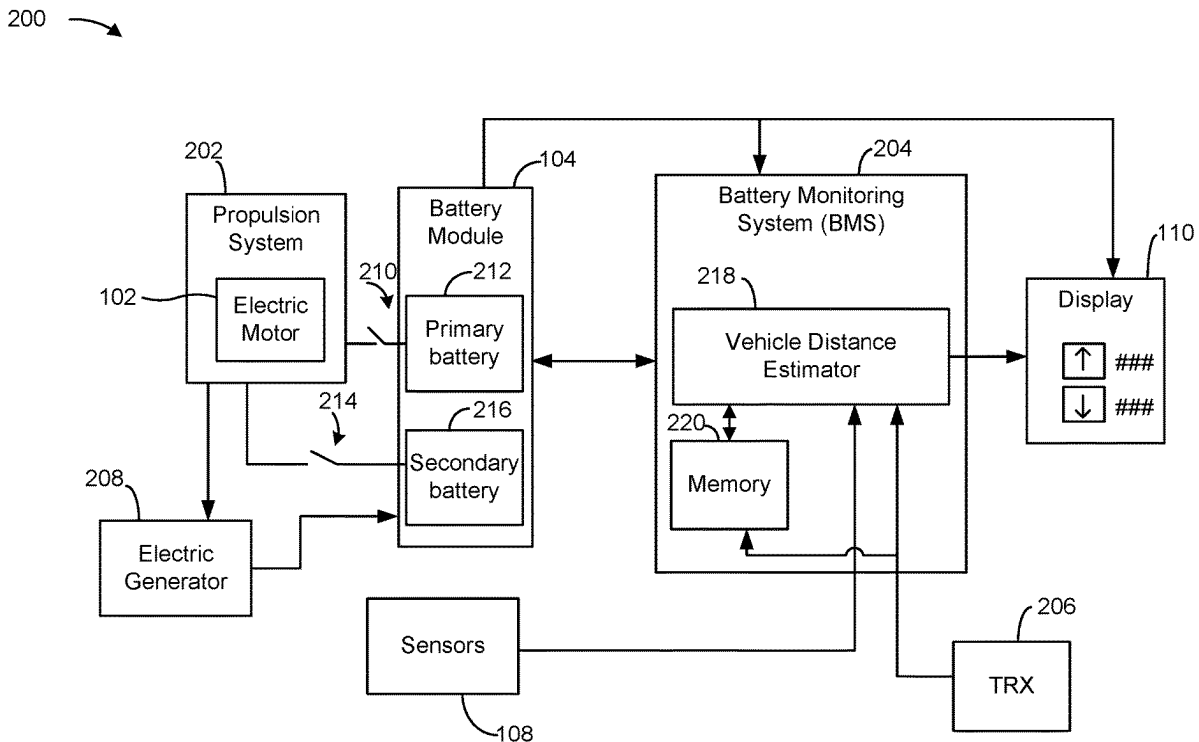 200
202
Propulsion
System
102
Electric
Motor
104
Battery
Module
210
212
Primary
battery
214
216
Secondary
battery
208
Electric
Generator
204
Battery Monitoring
System (BMS)
218
Vehicle Distance
Estimator
220
Memory
110
Display
↑ ###
↓ ###
Sensors
108
206
TRX